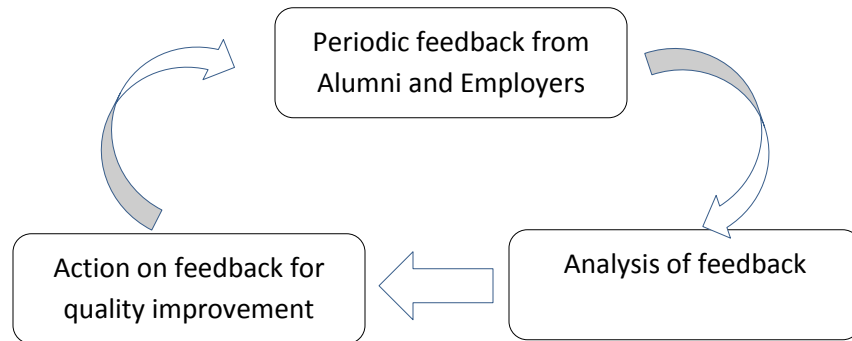 Periodic feedback from
Alumni and Employers
Analysis of feedback
Action on feedback for
quality improvement